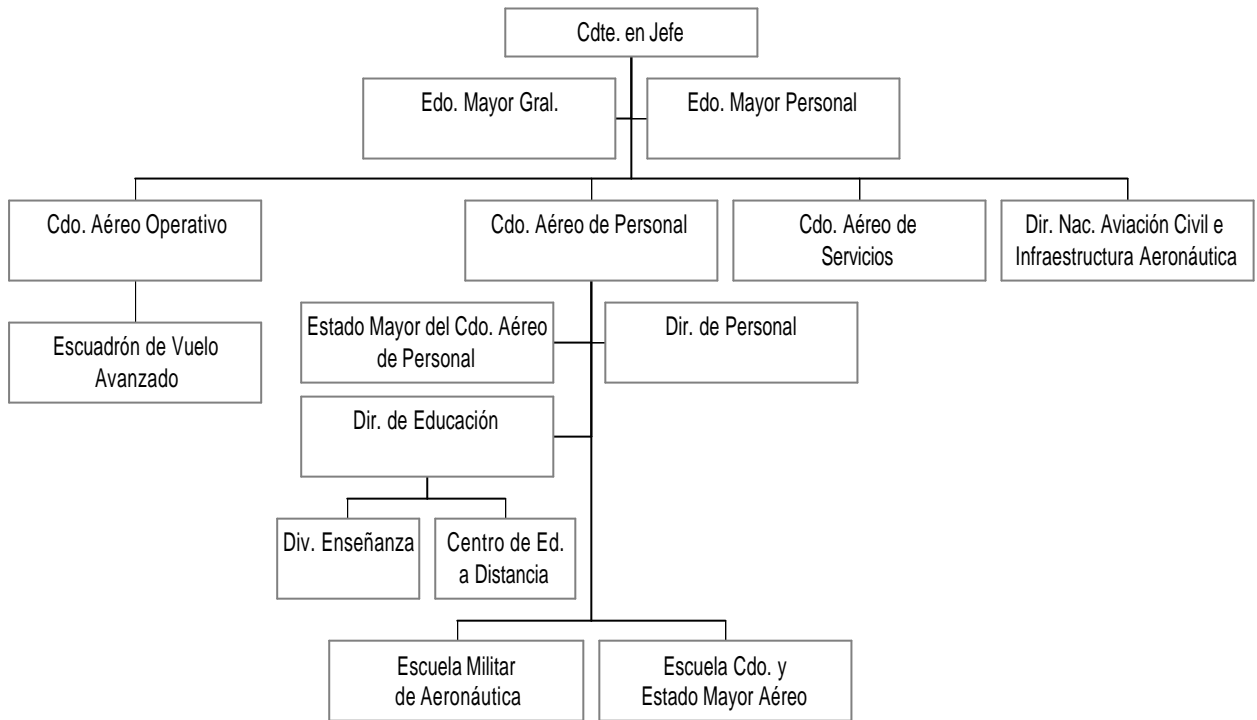 Cdte. en Jefe
Edo. Mayor Gral.
Edo. Mayor Personal
Cdo. Aéreo Operativo
Cdo. Aéreo de Personal
Cdo. Aéreo de
Servicios
Dir. Nac. Aviación Civil e
Infraestructura Aeronáutica
Escuadrón de Vuelo
Avanzado
Estado Mayor del Cdo. Aéreo
de Personal
Dir. de Personal
Dir. de Educación
Div. Enseñanza
Centro de Ed.
a Distancia
Escuela Militar
de Aeronáutica
Escuela Cdo. y
Estado Mayor Aéreo